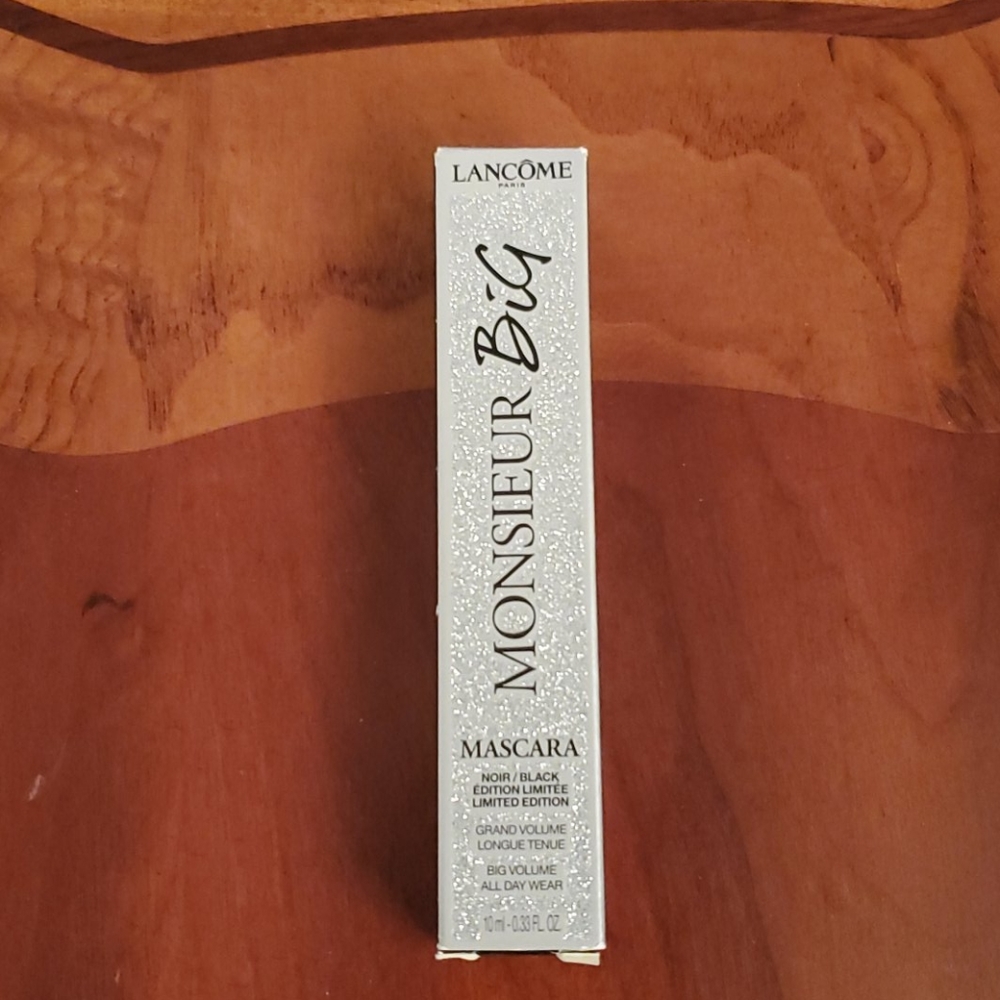 LANCÔME
PARIS
MONSIEUR BiG
MASCARA
NOIR / BLACK
ÉDITION LIMITÉE
LIMITED EDITION
GRAND VOLUME
LONGUE TENUE
BIG VOLUME
ALL DAY WEAR
10 ml - 0.33 FL. OZ.